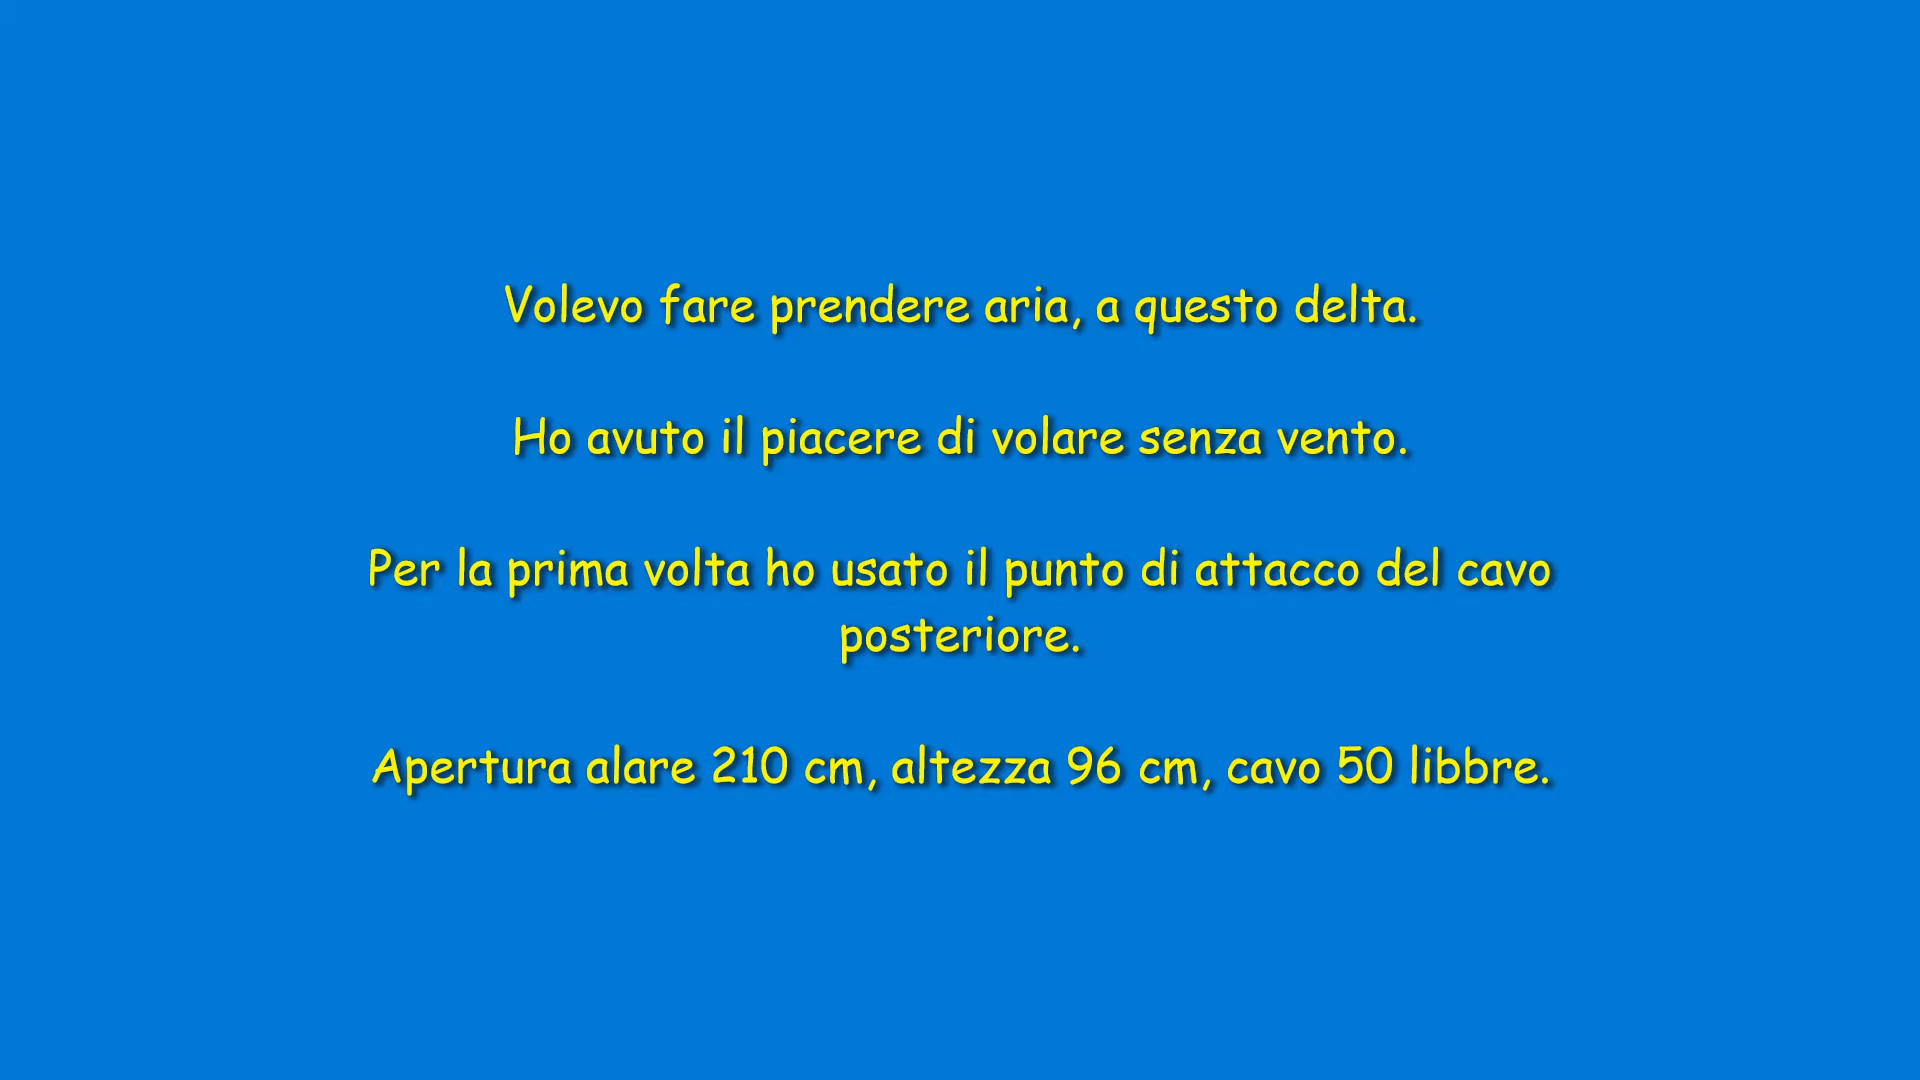 Volevo fare prendere aria, a questo delta.
Ho avuto il piacere di volare senza vento.
Per la prima volta ho usato il punto di attacco del cavo
posteriore.
Apertura alare 210 cm, altezza 96 cm, cavo 50 libbre.